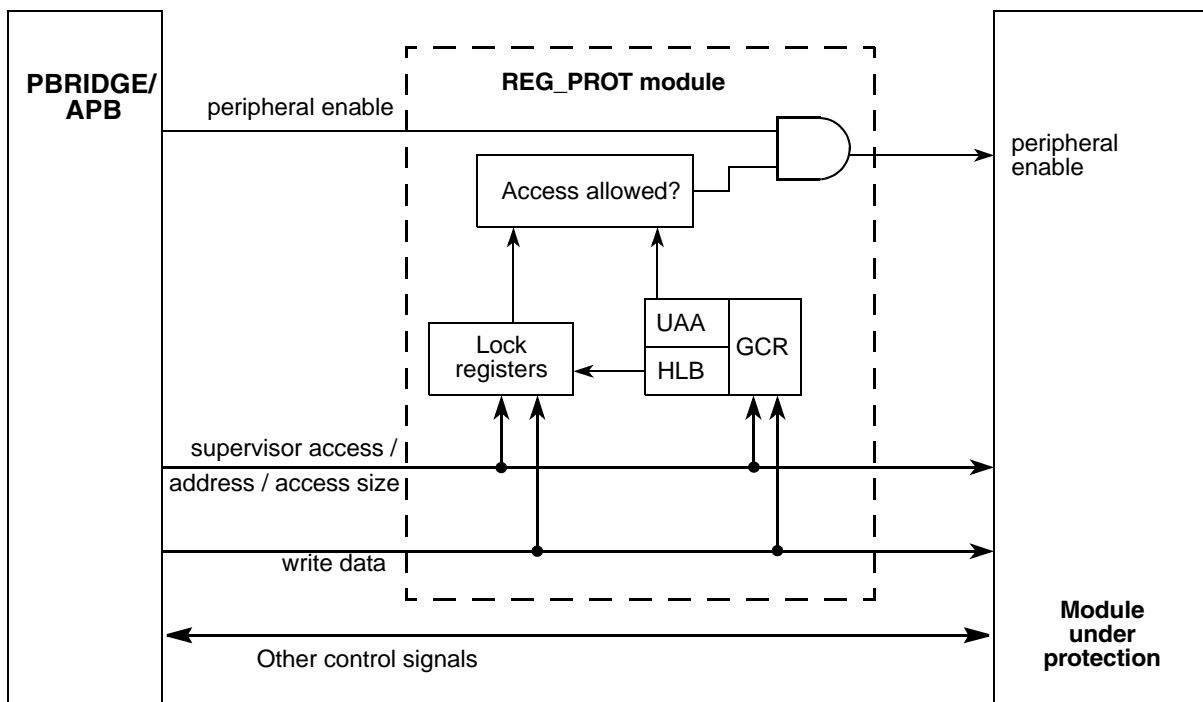 PBRIDGE/
APB
REG_PROT module
peripheral enable
peripheral
enable
Access allowed?
UAA
HLB
GCR
Lock
registers
supervisor access /
address / access size
write data
Other control signals
Module
under
protection